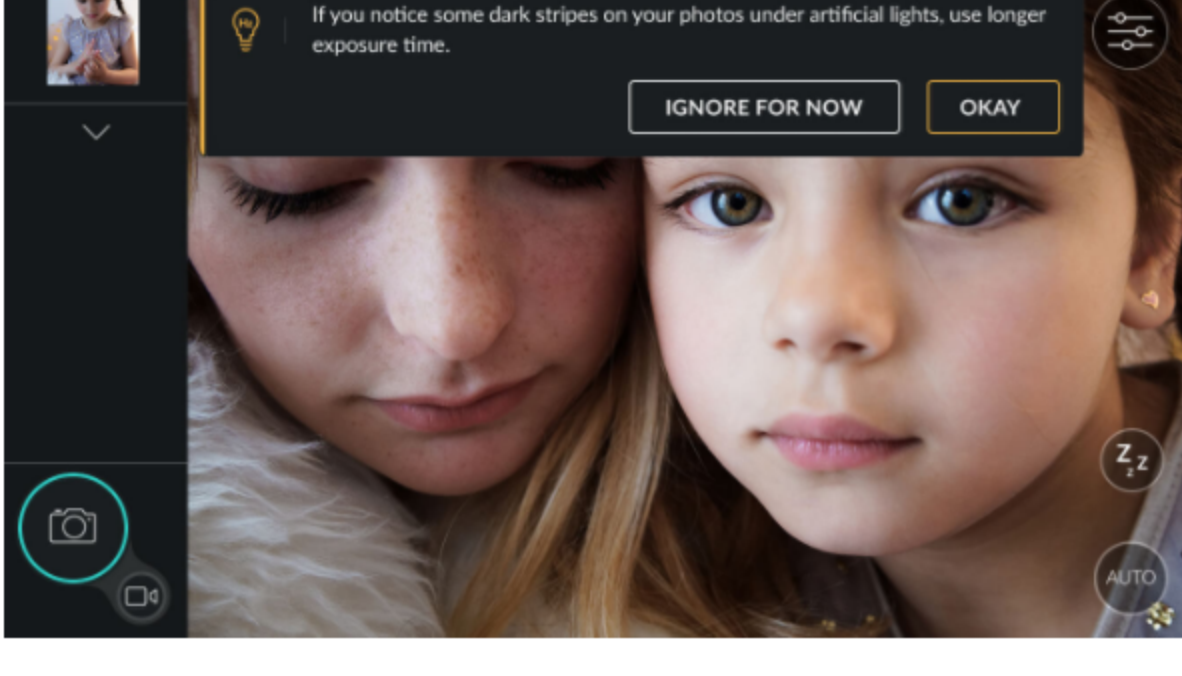 If you notice some dark stripes on your photos under artificial lights, use longer
exposure time.
Hz
IGNORE FOR NOW
OKAY
Z z z
AUTO